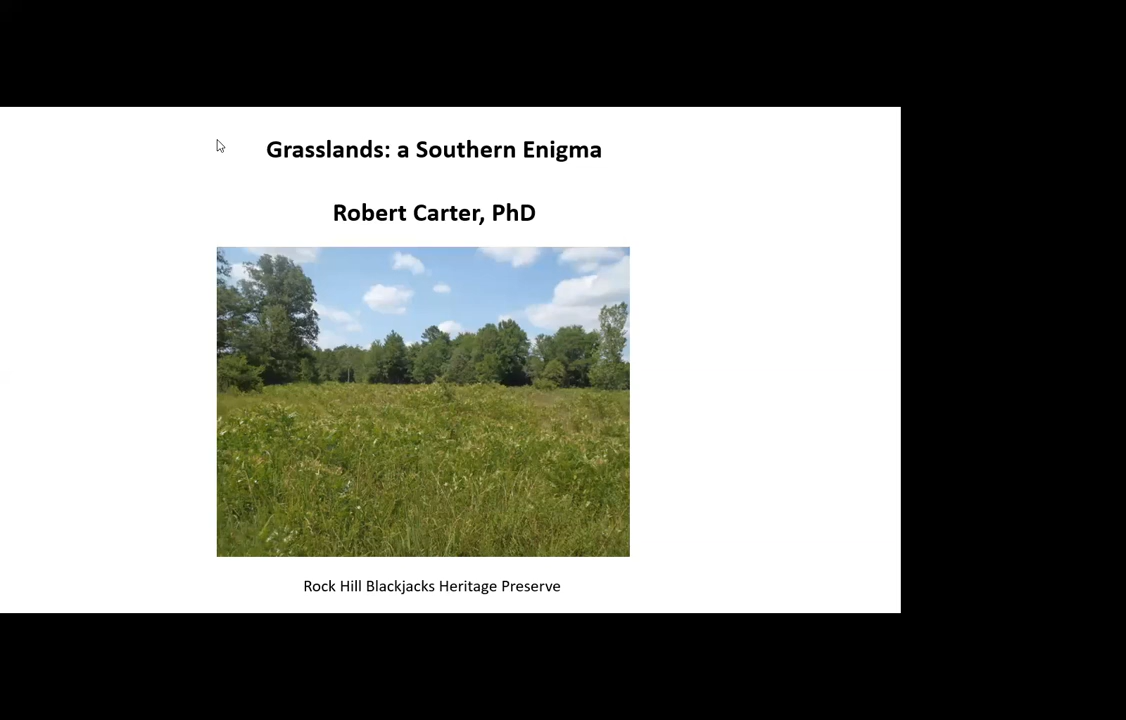 Grasslands: a Southern Enigma
Robert Carter, PhD
Rock Hill Blackjacks Heritage Preserve